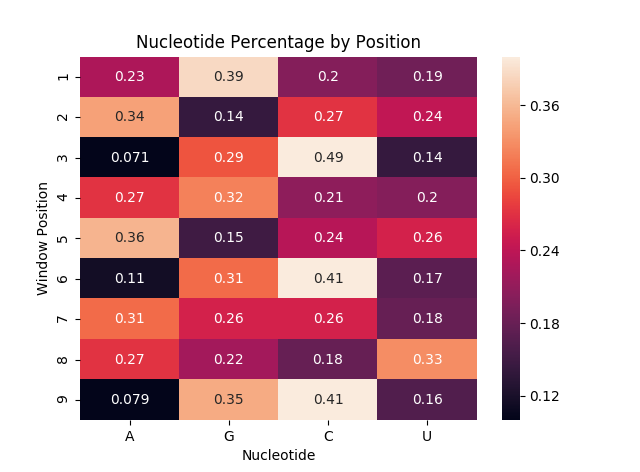 Nucleotide Percentage by Position
1 0.23 0.39 0.2 0.19
2 0.34 0.14 0.27 0.24
3 0.071 0.29 0.49 0.14
4 0.27 0.32 0.21 0.2
5 0.36 0.15 0.24 0.26
6 0.11 0.31 0.41 0.17
7 0.31 0.26 0.26 0.18
8 0.27 0.22 0.18 0.33
9 0.079 0.35 0.41 0.16
A G C U
Nucleotide
Window Position
0.36
0.30
0.24
0.18
0.12